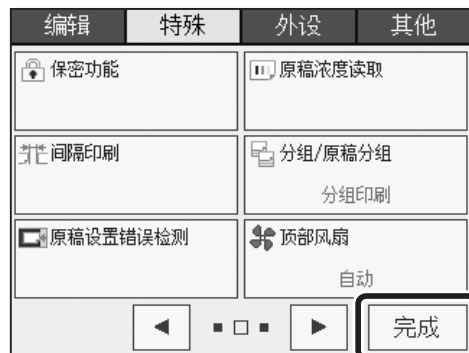 编辑 特殊 外设 其他
保密功能 原稿浓度读取
间隔印刷 分组/原稿分组
分组印刷
原稿设置错误检测 顶部风扇
自动
完成